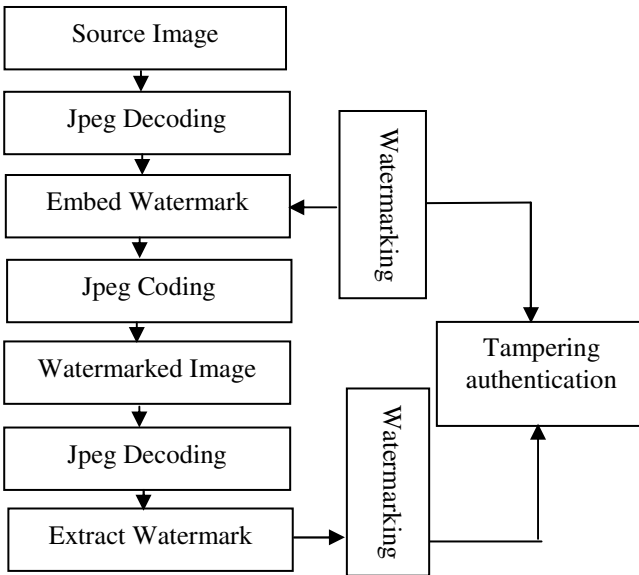 Source Image
Jpeg Decoding
Embed Watermark
Jpeg Coding
Watermarked Image
Jpeg Decoding
Extract Watermark
Watermarking
Watermarking
Tampering
authentication